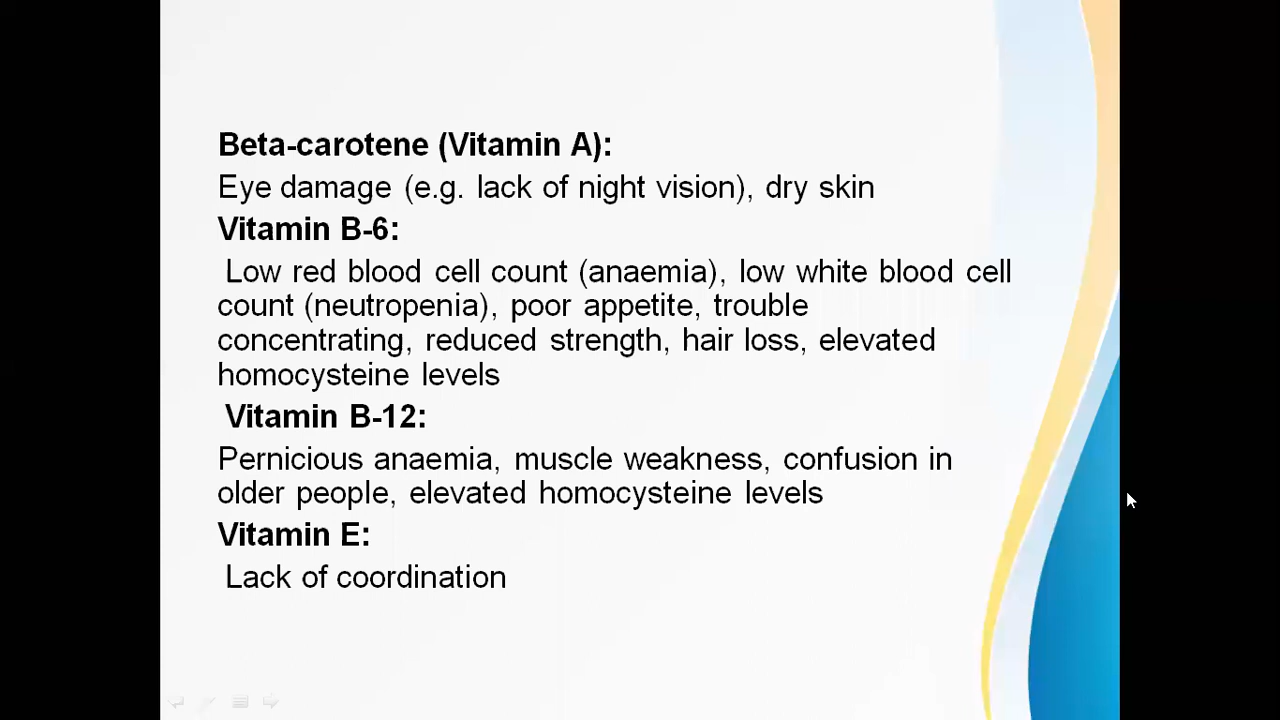 Beta-carotene (Vitamin A):
Eye damage (e.g. lack of night vision), dry skin
Vitamin B-6:
Low red blood cell count (anaemia), low white blood cell
count (neutropenia), poor appetite, trouble
concentrating, reduced strength, hair loss, elevated
homocysteine levels
Vitamin B-12:
Pernicious anaemia, muscle weakness, confusion in
older people, elevated homocysteine levels
Vitamin E:
Lack of coordination